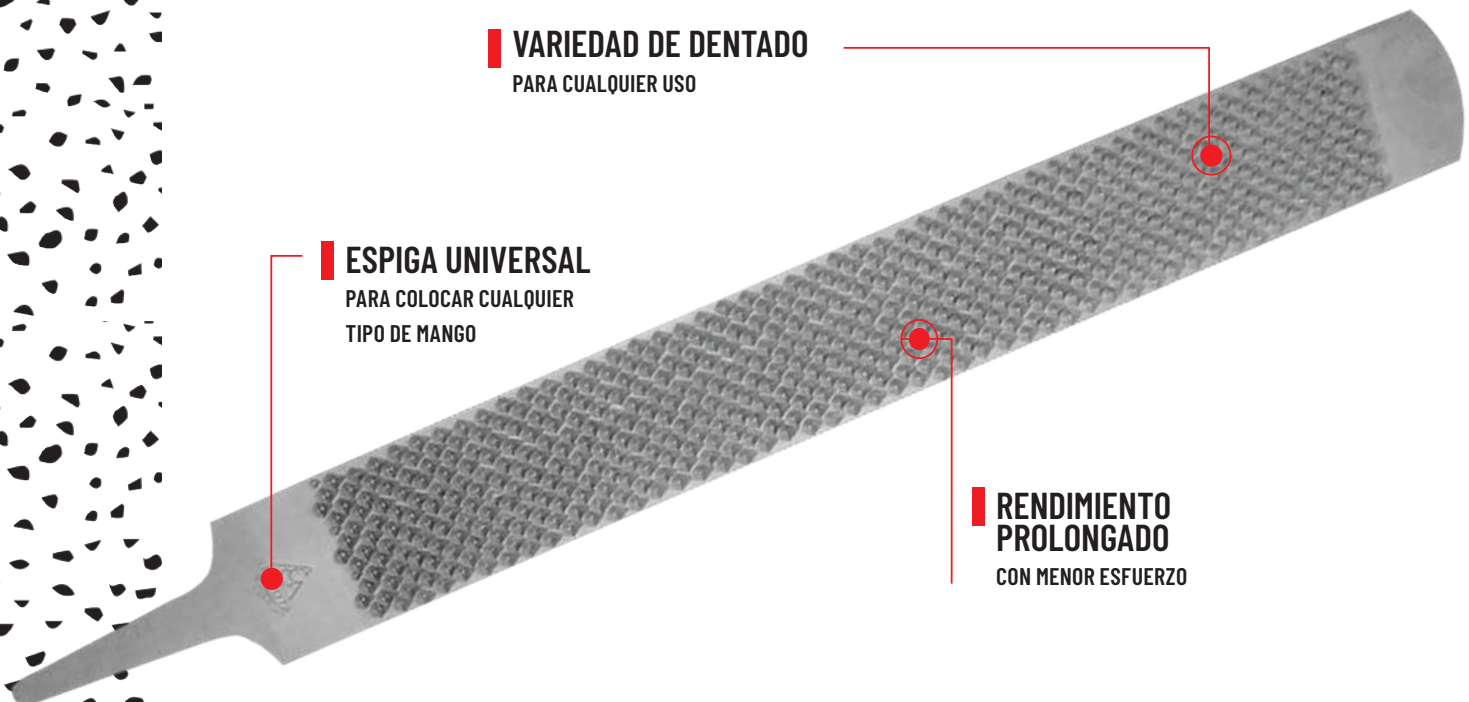 VARIEDAD DE DENTADO
PARA CUALQUIER USO
ESPIGA UNIVERSAL
PARA COLOCAR CUALQUIER
TIPO DE MANGO
RENDIMIENTO
PROLONGADO
CON MENOR ESFUERZO